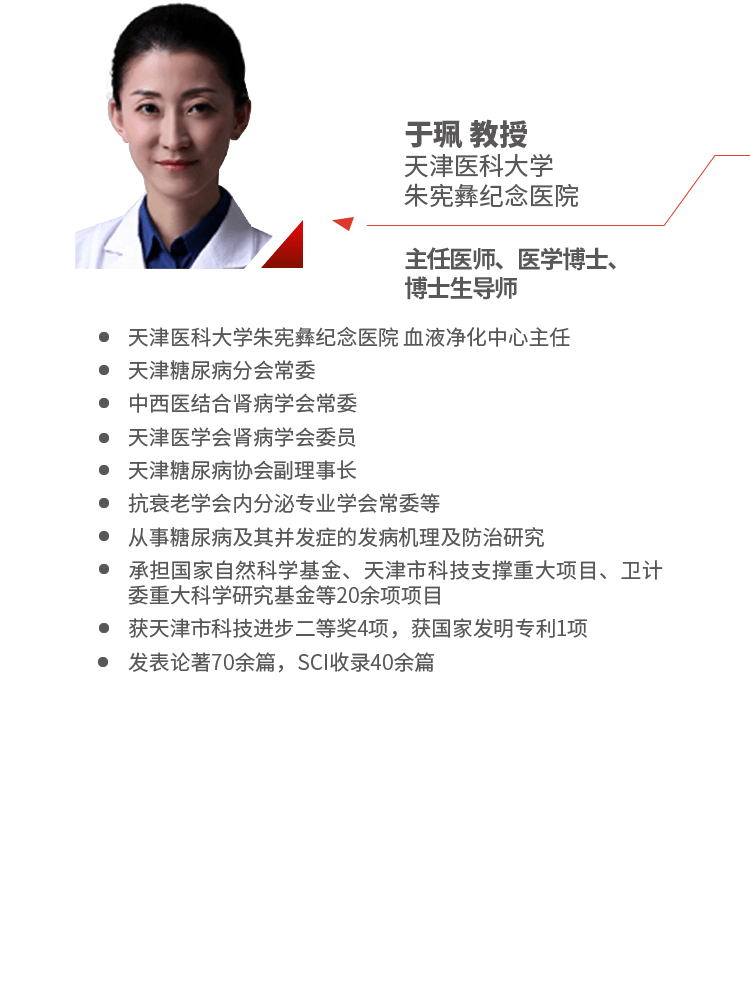 于珮 教授
天津医科大学
朱宪彝纪念医院
主任医师、医学博士、
博士生导师
天津医科大学朱宪彝纪念医院 血液净化中心主任
天津糖尿病分会常委
中西医结合肾病学会常委
天津医学会肾病学会委员
天津糖尿病协会副理事长
抗衰老学会内分泌专业学会常委等
从事糖尿病及其并发症的发病机理及防治研究
承担国家自然科学基金、天津市科技支撑重大项目、卫计
委重大科学研究基金等20余项项目
获天津市科技进步二等奖4项，获国家发明专利1项
发表论著70余篇，SCI收录40余篇